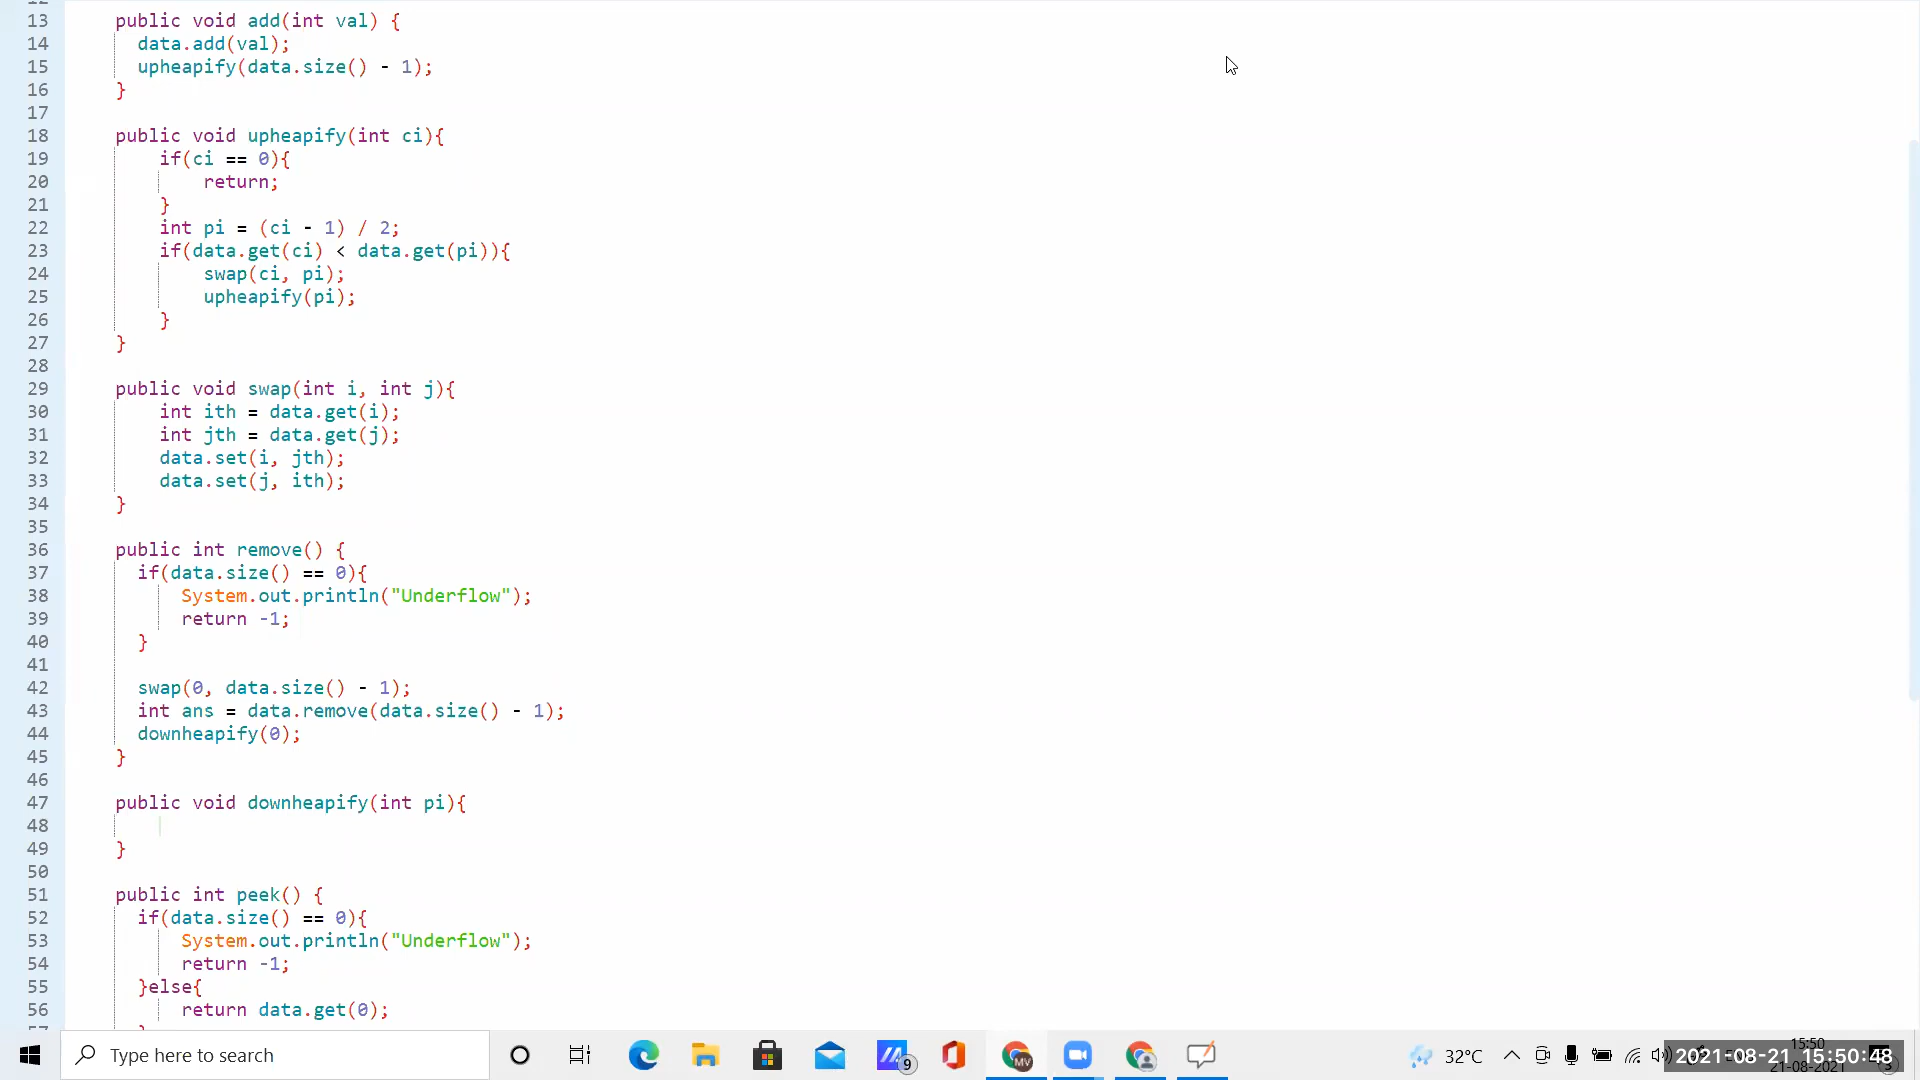 13 public void add(int val) {
14 data.add(val);
15 upheapify(data.size() - 1);
16 }
17
18 public void upheapify(int ci){
19 if(ci == 0){
20 return;
21 }
22 int pi = (ci - 1) / 2;
23 if(data.get(ci) < data.get(pi)){
24 swap(ci, pi);
25 upheapify(pi);
26 }
27 }
28
29 public void swap(int i, int j){
30 int ith = data.get(i);
31 int jth = data.get(j);
32 data.set(i, jth);
33 data.set(j, ith);
34 }
35
36 public int remove() {
37 if(data.size() == 0){
38 System.out.println("Underflow");
39 return -1;
40 }
41
42 swap(0, data.size() - 1);
43 int ans = data.remove(data.size() - 1);
44 downheapify(0);
45 }
46
47 public void downheapify(int pi){
48
49 }
50
51 public int peek() {
52 if(data.size() == 0){
53 System.out.println("Underflow");
54 return -1;
55 }else{
56 return data.get(0);
Type here to search
9
MV
32°C
15:50
2021-08-21 15:50:48